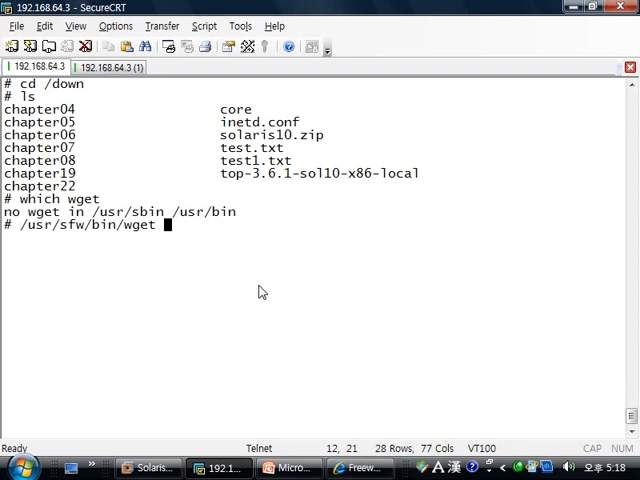 192.168.64.3 - SecureCRT
File Edit View Options Transfer Script Tools Help
192.168.64.3 192.168.64.3 (1)
# cd /down
# ls
chapter04 core
chapter05 inetd.conf
chapter06 solaris10.zip
chapter07 test.txt
chapter08 test1.txt
chapter19 top-3.6.1-sol10-x86-local
chapter22
# which wget
no wget in /usr/sbin /usr/bin
# /usr/sfw/bin/wget
Ready Telnet 12, 21 28 Rows, 77 Cols VT100 CAP NUM
Solaris... 192.1... Micro... Freew... A 漢 오후 5:18